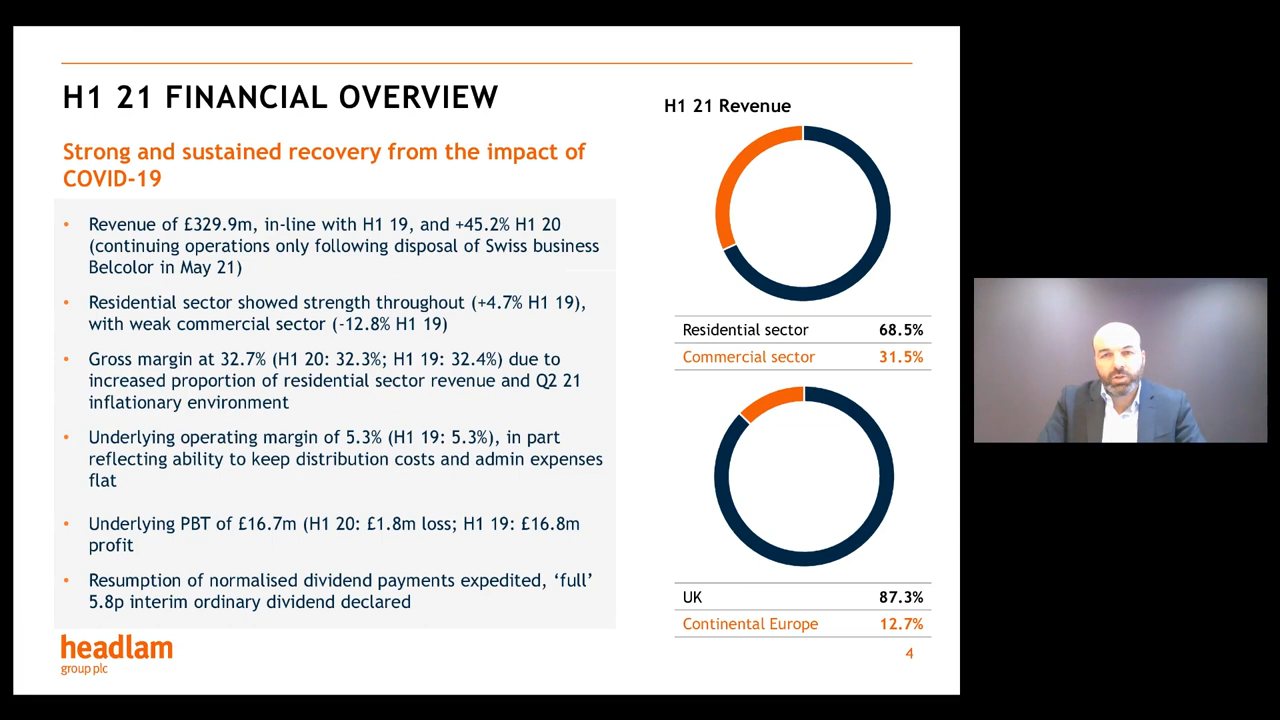 H1 21 FINANCIAL OVERVIEW
Strong and sustained recovery from the impact of
COVID-19
• Revenue of £329.9m, in-line with H1 19, and +45.2% H1 20
(continuing operations only following disposal of Swiss business
Belcolor in May 21)
• Residential sector showed strength throughout (+4.7% H1 19),
with weak commercial sector (-12.8% H1 19)
• Gross margin at 32.7% (H1 20: 32.3%; H1 19: 32.4%) due to
increased proportion of residential sector revenue and Q2 21
inflationary environment
• Underlying operating margin of 5.3% (H1 19: 5.3%), in part
reflecting ability to keep distribution costs and admin expenses
flat
• Underlying PBT of £16.7m (H1 20: £1.8m loss; H1 19: £16.8m
profit
• Resumption of normalised dividend payments expedited, ‘full’
5.8p interim ordinary dividend declared
H1 21 Revenue
Residential sector 68.5%
Commercial sector 31.5%
UK 87.3%
Continental Europe 12.7%
headlam
group plc
4